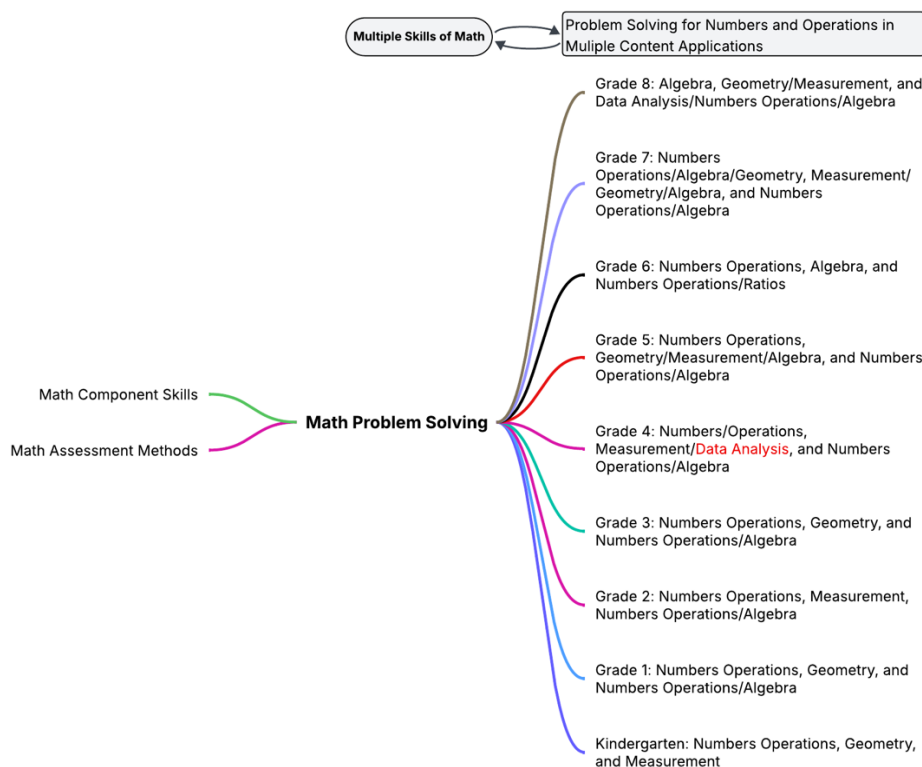 Multiple Skills of Math
Problem Solving for Numbers and Operations in
Muliple Content Applications
Grade 8: Algebra, Geometry/Measurement, and
Data Analysis/Numbers Operations/Algebra
Grade 7: Numbers
Operations/Algebra/Geometry, Measurement/
Geometry/Algebra, and Numbers
Operations/Algebra
Grade 6: Numbers Operations, Algebra, and
Numbers Operations/Ratios
Grade 5: Numbers Operations,
Geometry/Measurement/Algebra, and Numbers
Operations/Algebra
Math Component Skills
Math Problem Solving
Math Assessment Methods
Grade 4: Numbers/Operations,
Measurement/Data Analysis, and Numbers
Operations/Algebra
Grade 3: Numbers Operations, Geometry, and
Numbers Operations/Algebra
Grade 2: Numbers Operations, Measurement,
Numbers Operations/Algebra
Grade 1: Numbers Operations, Geometry, and
Numbers Operations/Algebra
Kindergarten: Numbers Operations, Geometry,
and Measurement